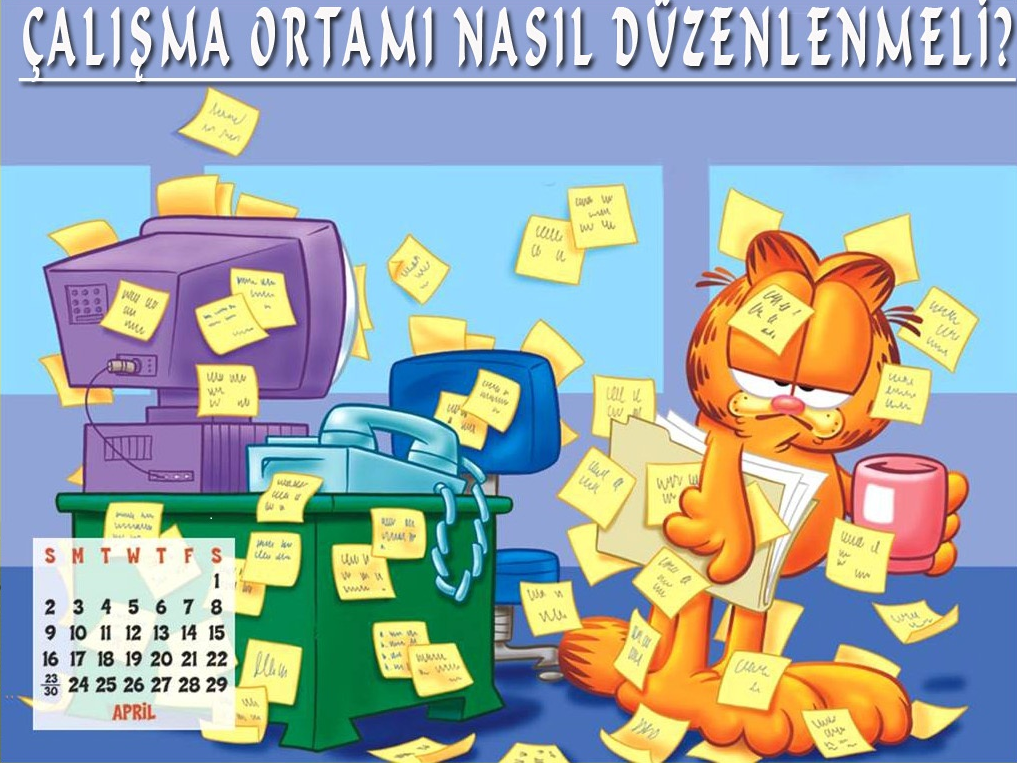 ÇALIŞMA ORTAMI NASIL DÜZENLENMELİ?
S M T W T F S
1
2 3 4 5 6 7 8
9 10 11 12 13 14 15
16 17 18 19 20 21 22
23/30 24 25 26 27 28 29
APRIL